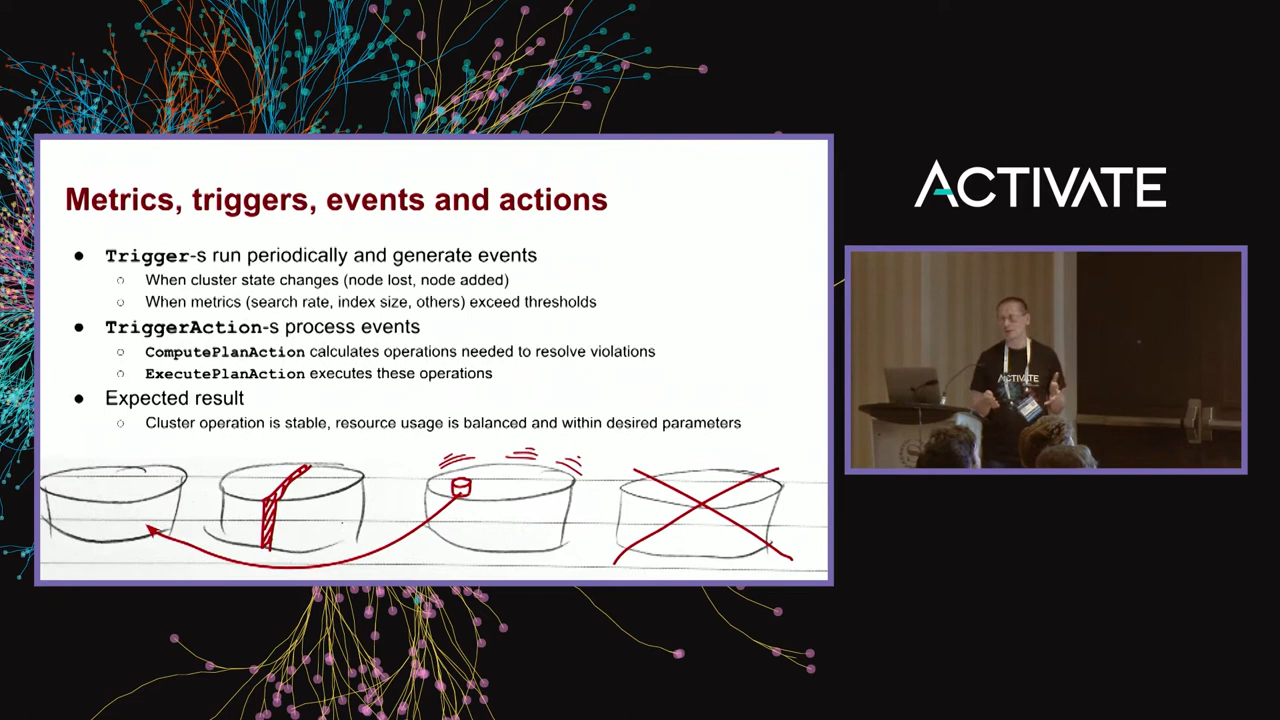 Metrics, triggers, events and actions
● Trigger-s run periodically and generate events
○ When cluster state changes (node lost, node added)
○ When metrics (search rate, index size, others) exceed thresholds
● TriggerAction-s process events
○ ComputePlanAction calculates operations needed to resolve violations
○ ExecutePlanAction executes these operations
● Expected result
○ Cluster operation is stable, resource usage is balanced and within desired parameters
ACTIVATE
ACTIVATE